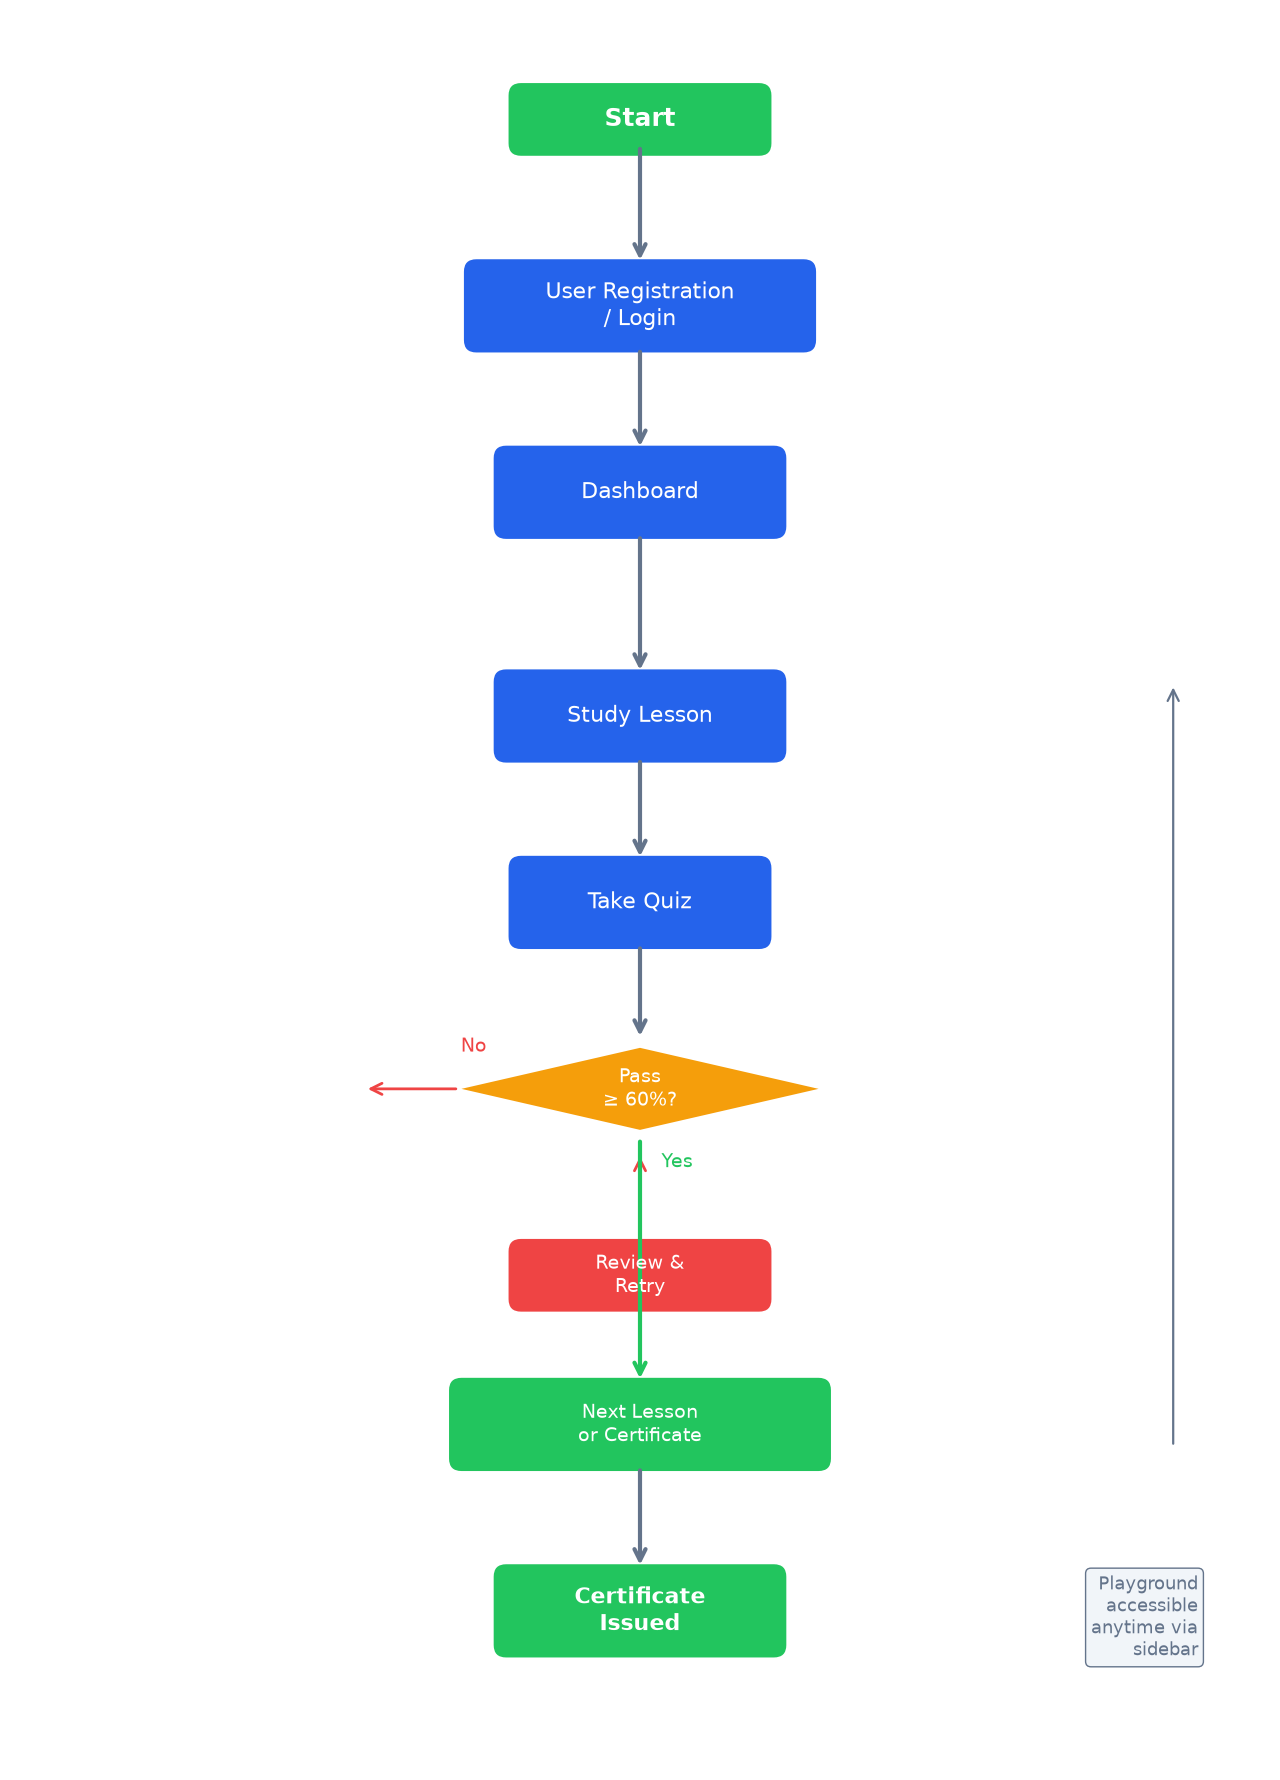 Start
User Registration
/ Login
Dashboard
Study Lesson
Take Quiz
No
Pass
≥ 60%?
Yes
Review &
Retry
Next Lesson
or Certificate
Certificate
Issued
Playground
accessible
anytime via
sidebar